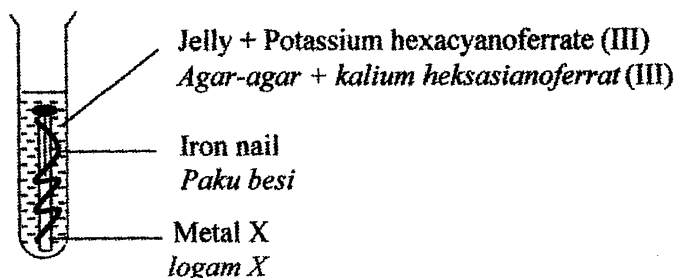 Jelly + Potassium hexacyanoferrate (III)
Agar-agar + kalium heksasianoferrat (III)
Iron nail
Paku besi
Metal X
logam X